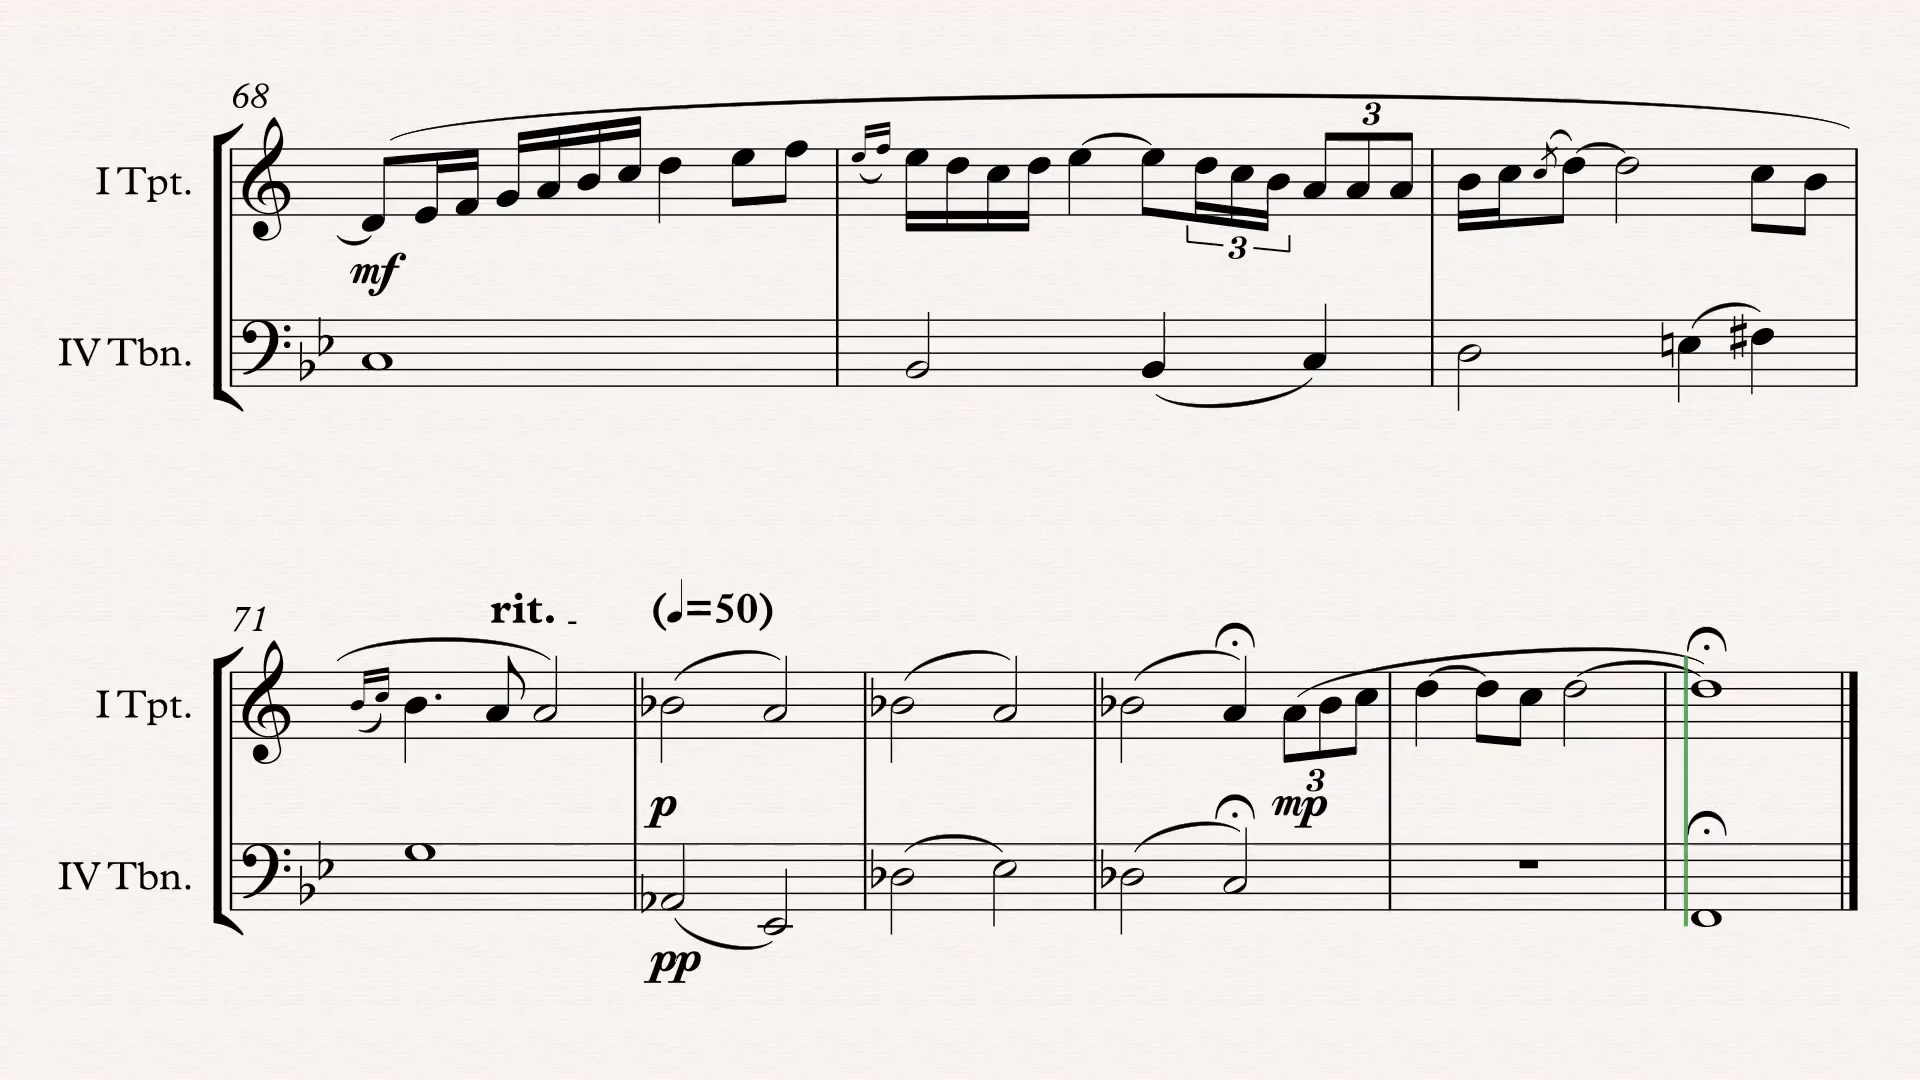 68
3
I Tpt.
3
mf
IV Tbn.
71
rit. -
(♩=50)
I Tpt.
3
p
mp
IV Tbn.
pp